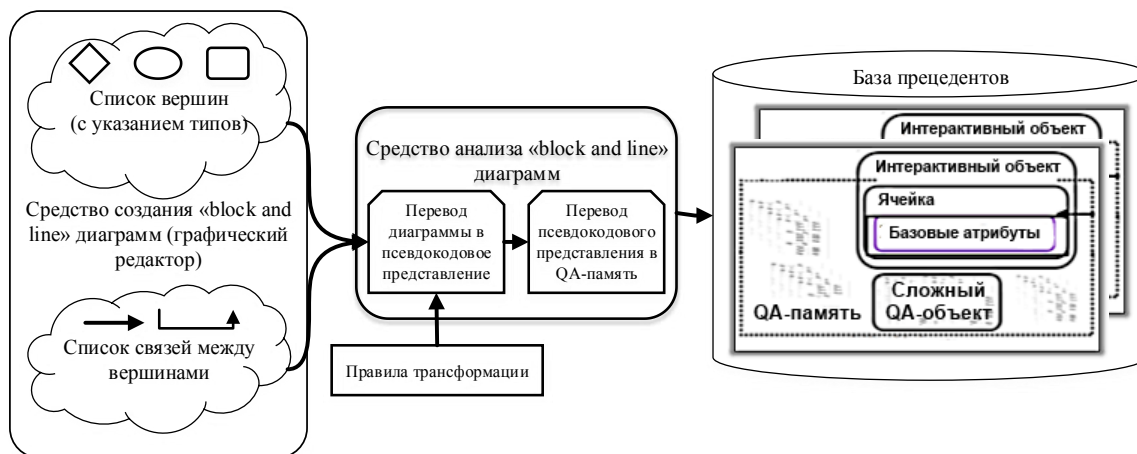 Список вершин
(с указанием типов)
Средство создания «block and
line» диаграмм (графический
редактор)
Список связей между
вершинами
Средство анализа «block and line»
диаграмм
Перевод
диаграммы в
псевдокодовое
представление
Перевод
псевдокодового
представления в
QA-память
Правила трансформации
База прецедентов
Интерактивный объект
Интерактивный объект
Ячейка
Базовые атрибуты
QA-память
Сложный
QA-объект